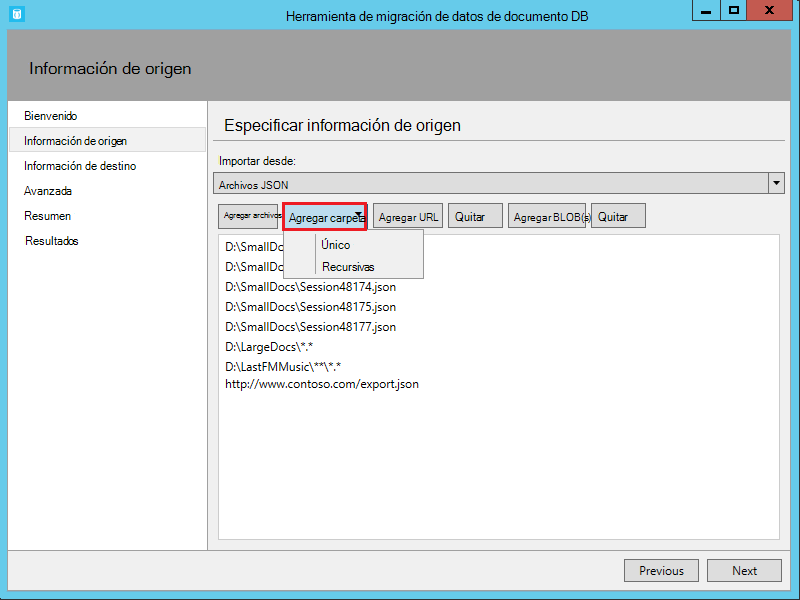 Herramienta de migración de datos de documento DB
Información de origen
Bienvenido
Información de origen
Información de destino
Avanzada
Resumen
Resultados
Especificar información de origen
Importar desde:
Archivos JSON
Agregar archivos
Agregar carpeta
Agregar URL
Quitar
Agregar BLOB(s)
Quitar
Único
Recursivas
D:\SmallDo
D:\SmallDo
D:\SmallDocs\Session48174.json
D:\SmallDocs\Session48175.json
D:\SmallDocs\Session48177.json
D:\LargeDocs\*.*
D:\LastFMMusic\**\*.*
http://www.contoso.com/export.json
Previous
Next